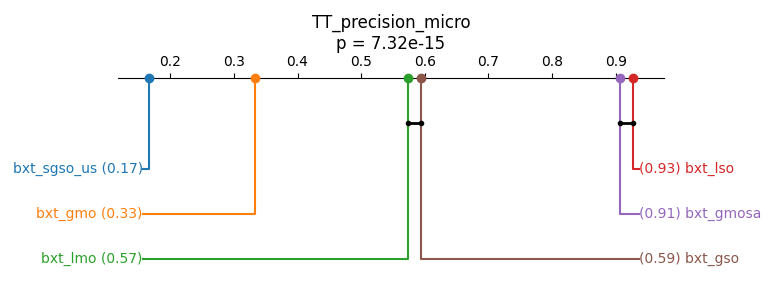 TT_precision_micro
p = 7.32e-15
0.2 0.3 0.4 0.5 0.6 0.7 0.8 0.9
bxt_sgso_us (0.17) (0.93) bxt_lso
bxt_gmo (0.33) (0.91) bxt_gmosa
bxt_lmo (0.57) (0.59) bxt_gso